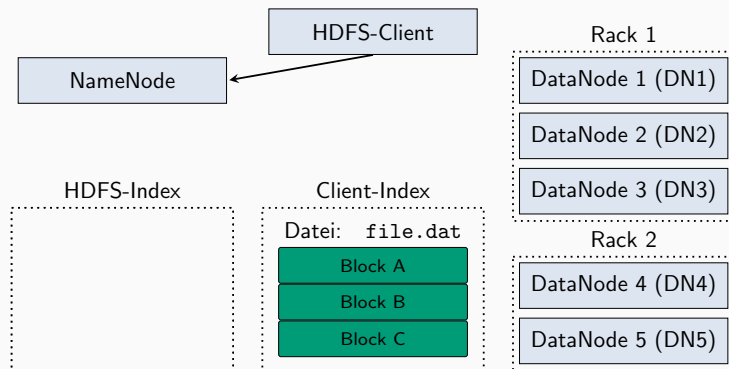 HDFS-Client
NameNode
Rack 1
DataNode 1 (DN1)
DataNode 2 (DN2)
DataNode 3 (DN3)
HDFS-Index
Client-Index
Datei: file.dat
Block A
Block B
Block C
Rack 2
DataNode 4 (DN4)
DataNode 5 (DN5)